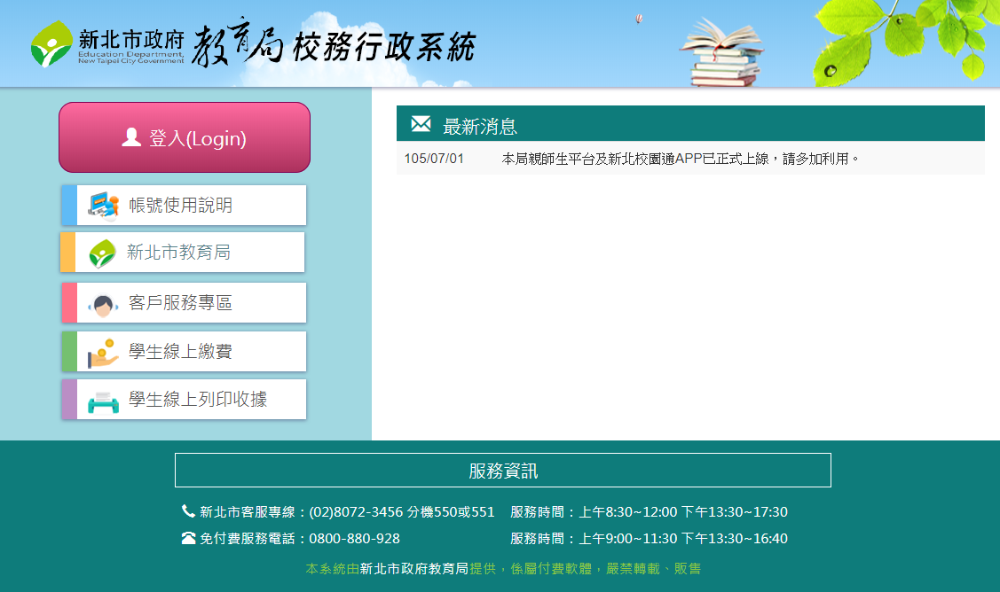 新北市政府
Education Department,
New Taipei City Government
教育局
校務行政系統
登入(Login)
帳號使用說明
新北市教育局
客戶服務專區
學生線上繳費
學生線上列印收據
最新消息
105/07/01 本局親師生平台及新北校園通APP已正式上線，請多加利用。
服務資訊
新北市客服專線：(02)8072-3456 分機550或551 服務時間：上午8:30~12:00 下午13:30~17:30
免付費服務電話：0800-880-928 服務時間：上午9:00~11:30 下午13:30~16:40
本系統由新北市政府教育局提供，係屬付費軟體，嚴禁轉載、販售